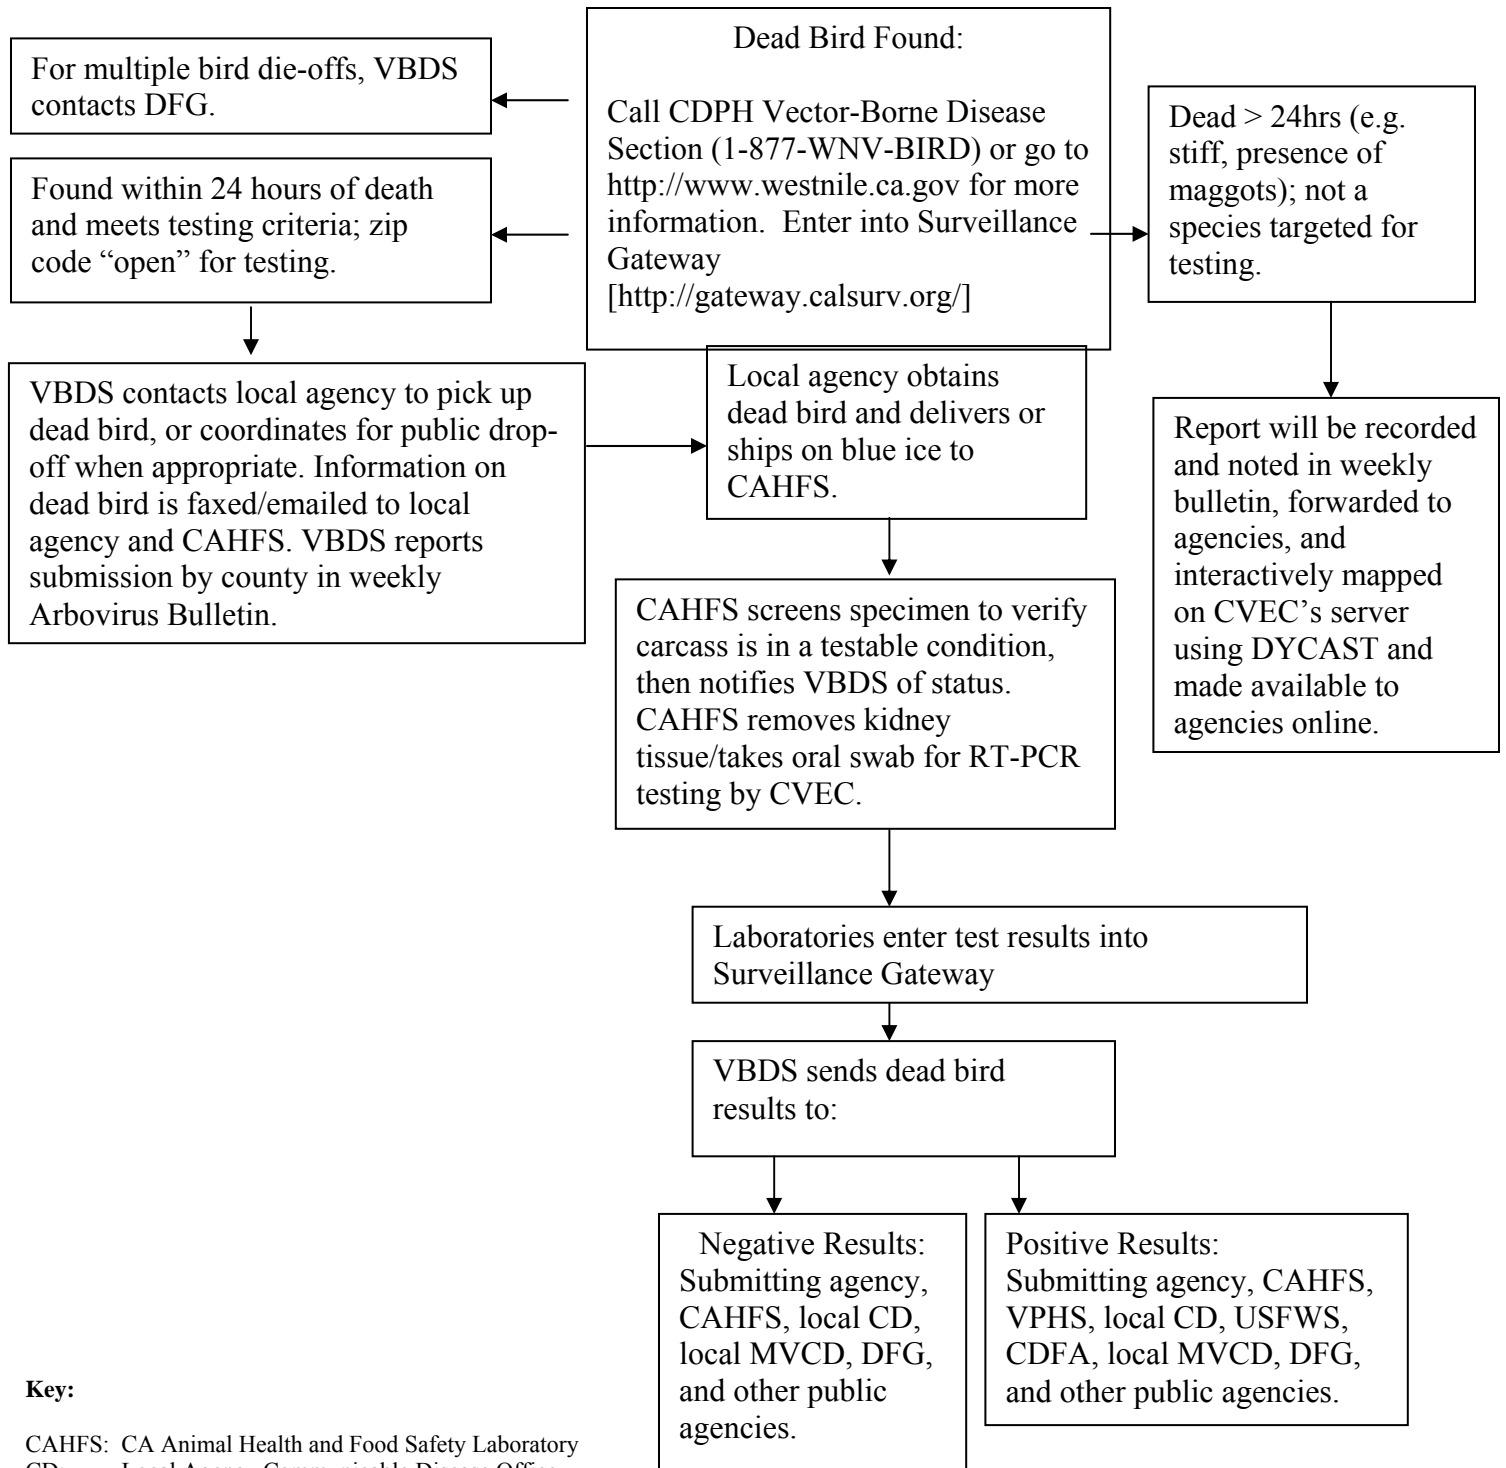 Dead Bird Found:
Call CDPH Vector-Borne Disease
Section (1-877-WNV-BIRD) or go to
http://www.westnile.ca.gov for more
information.  Enter into Surveillance
Gateway
[http://gateway.calsurv.org/]
For multiple bird die-offs, VBDS
contacts DFG.
Found within 24 hours of death
and meets testing criteria; zip
code “open” for testing.
Dead > 24hrs (e.g.
stiff, presence of
maggots); not a
species targeted for
testing.
VBDS contacts local agency to pick up
dead bird, or coordinates for public drop-
off when appropriate. Information on
dead bird is faxed/emailed to local
agency and CAHFS. VBDS reports
submission by county in weekly
Arbovirus Bulletin.
Local agency obtains
dead bird and delivers or
ships on blue ice to
CAHFS.
Report will be recorded
and noted in weekly
bulletin, forwarded to
agencies, and
interactively mapped
on CVEC’s server
using DYCAST and
made available to
agencies online.
CAHFS screens specimen to verify
carcass is in a testable condition,
then notifies VBDS of status.
CAHFS removes kidney
tissue/takes oral swab for RT-PCR
testing by CVEC.
Laboratories enter test results into
Surveillance Gateway
VBDS sends dead bird
results to:
Negative Results:
Submitting agency,
CAHFS, local CD,
local MVCD, DFG,
and other public
agencies.
Positive Results:
Submitting agency, CAHFS,
VPHS, local CD, USFWS,
CDFA, local MVCD, DFG,
and other public agencies.
Key:
CAHFS:  CA Animal Health and Food Safety Laboratory